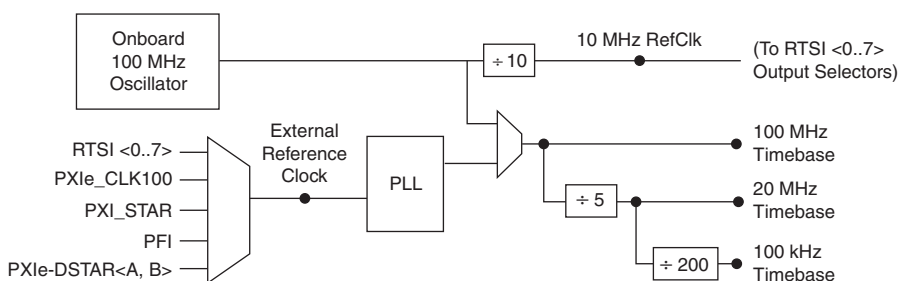 Onboard
100 MHz
Oscillator
÷ 10
10 MHz RefClk
(To RTSI <0..7>
Output Selectors)
RTSI <0..7>
PXIe_CLK100
PXI_STAR
PFI
PXIe-DSTAR<A, B>
External
Reference
Clock
PLL
100 MHz
Timebase
÷ 5
20 MHz
Timebase
÷ 200
100 kHz
Timebase